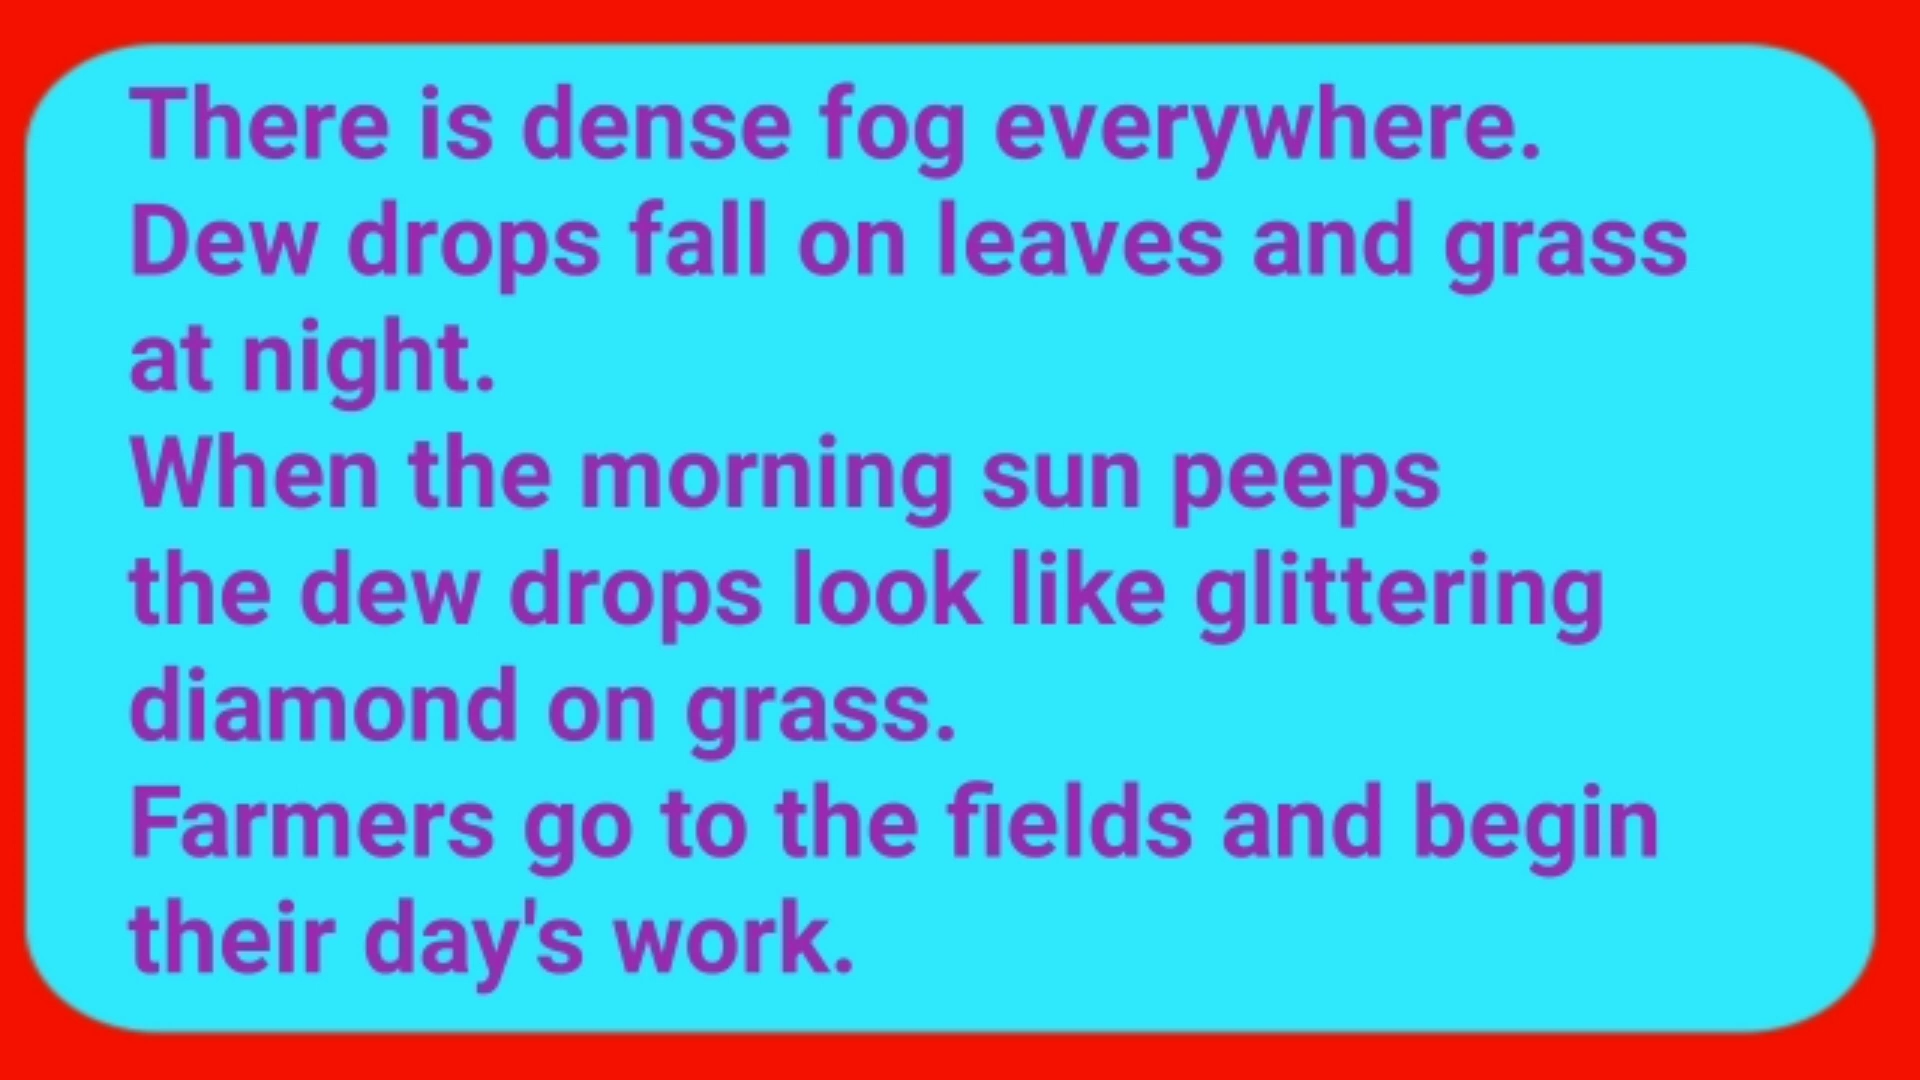 There is dense fog everywhere.
Dew drops fall on leaves and grass
at night.
When the morning sun peeps
the dew drops look like glittering
diamond on grass.
Farmers go to the fields and begin
their day's work.